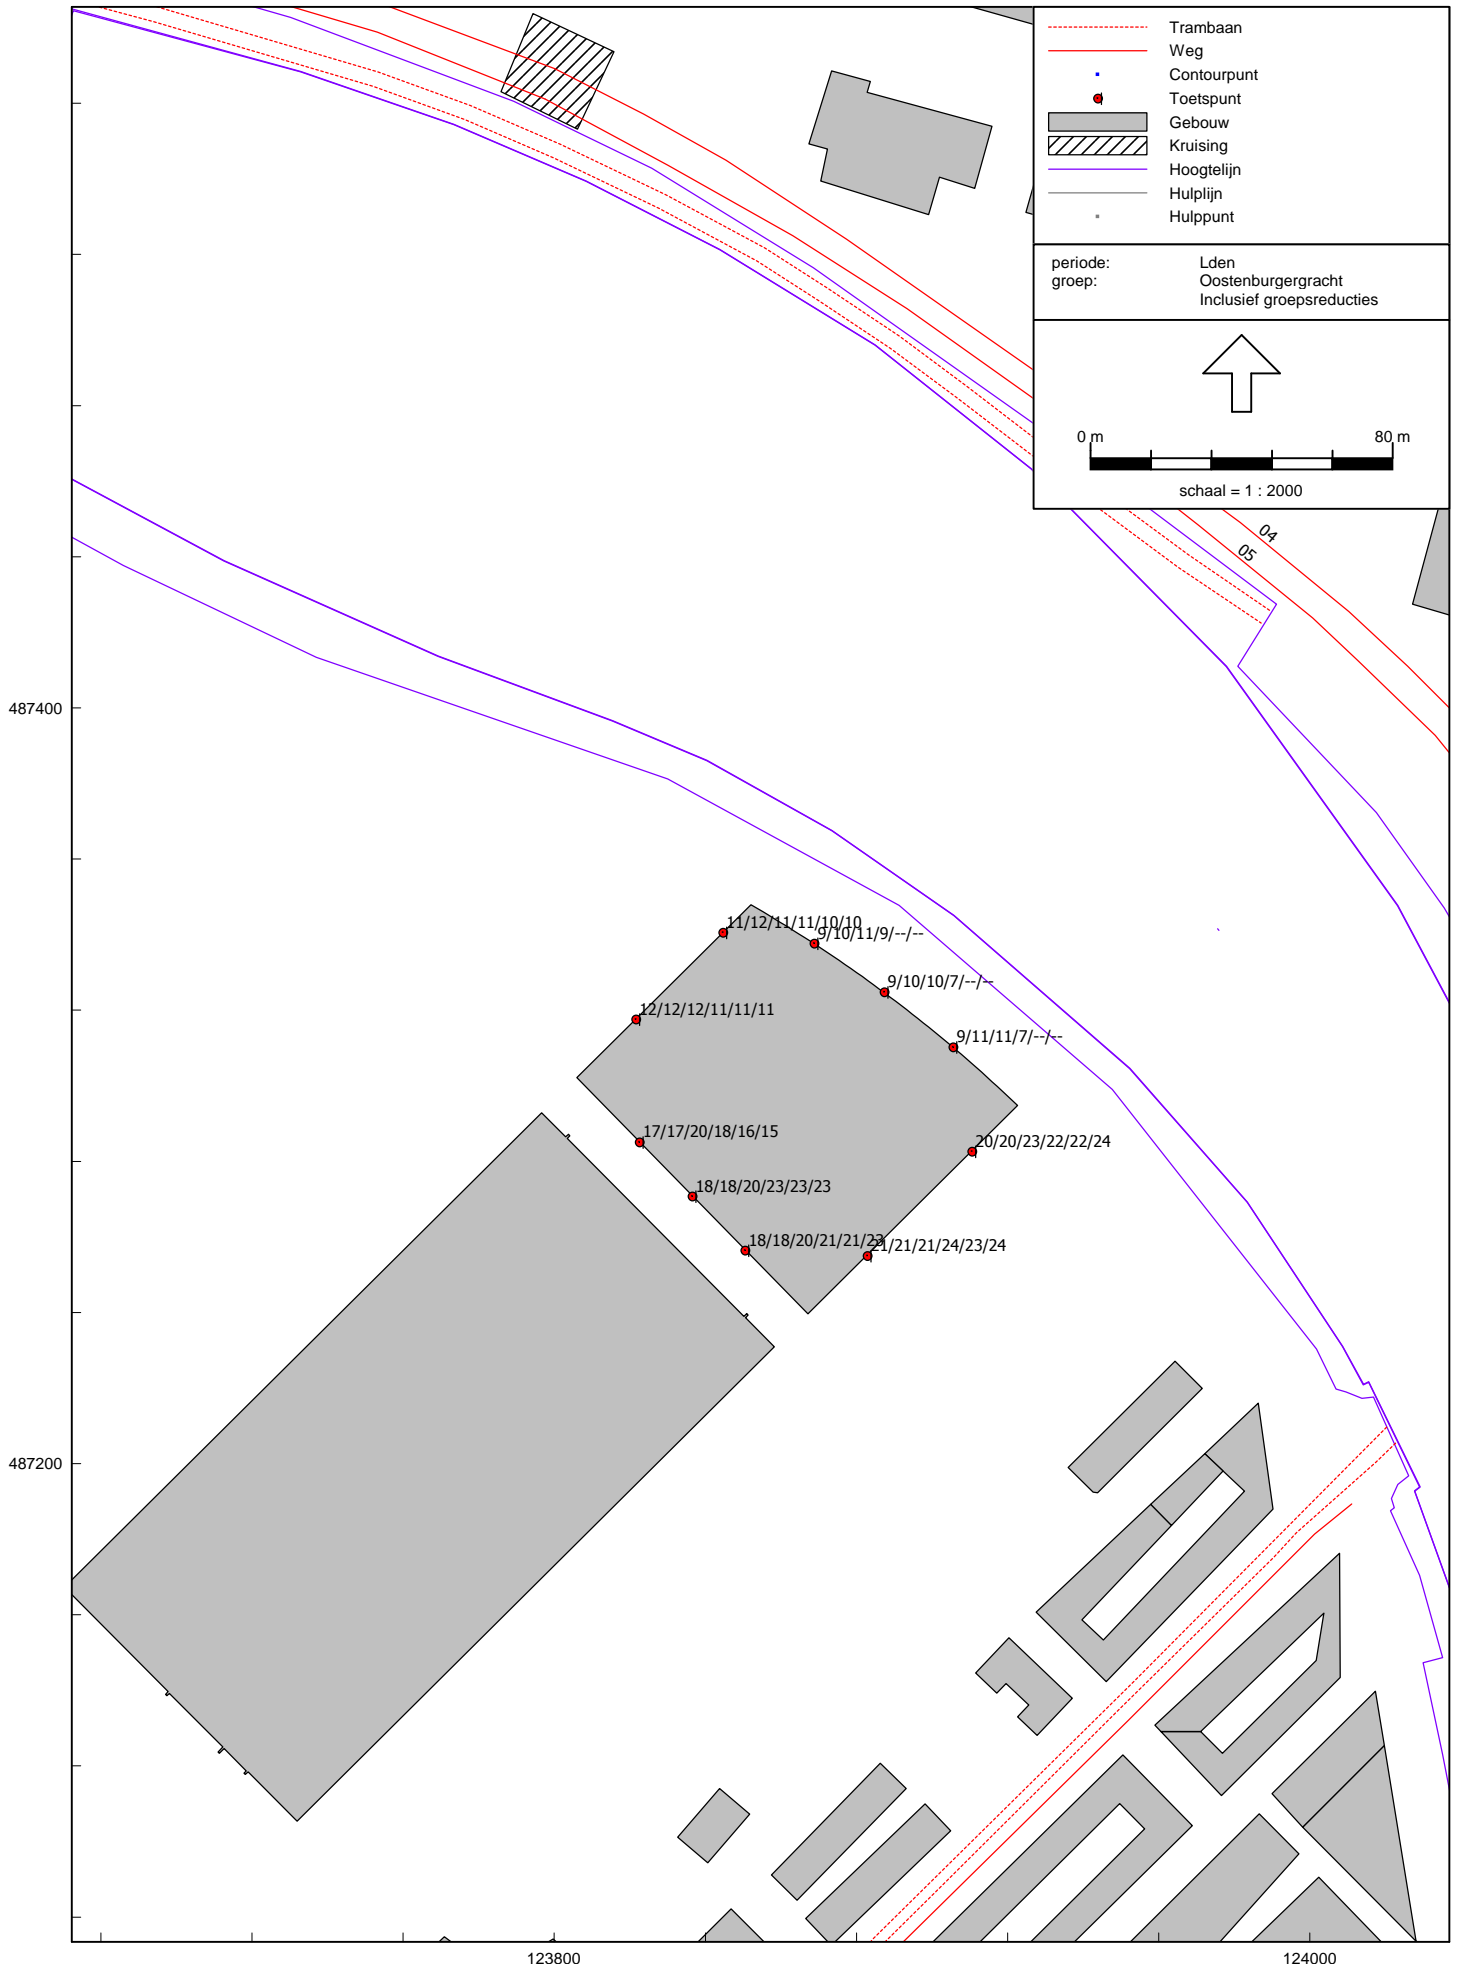 Trambaan
Weg
Contourpunt
Toetspunt
Gebouw
Kruising
Hoogtelijn
Hulplijn
Hulppunt
periode: Lden
groep: Oostenburgergracht
Inclusief groepsreducties
0 m 80 m
schaal = 1 : 2000
04
05
487400
11/12/11/11/10/10
9/10/11/9/--/--
9/10/10/7/--/--
12/12/12/11/11/11
9/11/11/7/--/--
17/17/20/18/16/15
20/20/23/22/22/24
18/18/20/23/23/23
18/18/20/21/21/23
21/21/21/24/23/24
487200
123800 124000